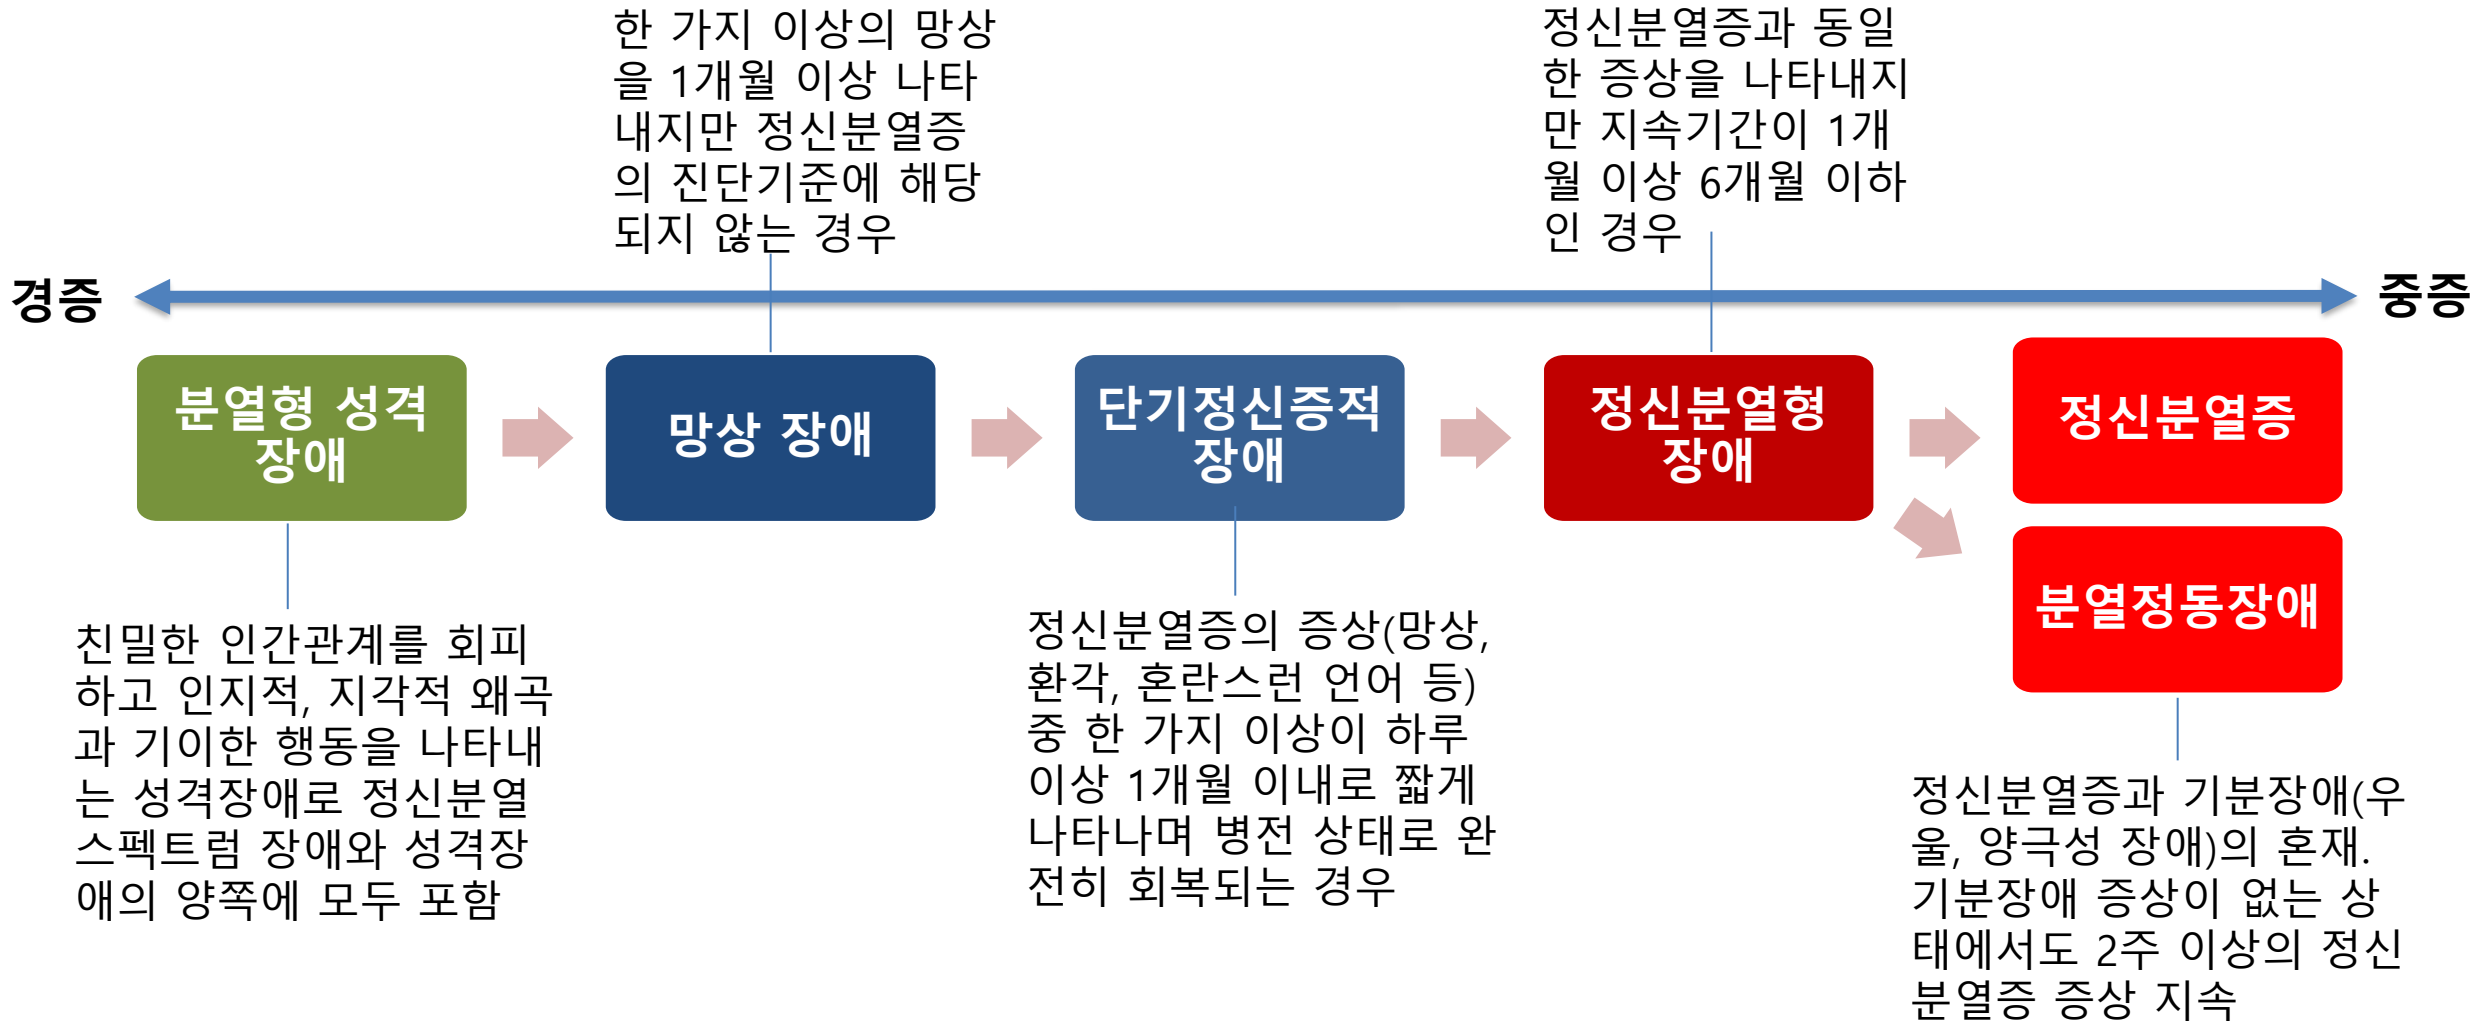 한 가지 이상의 망상
을 1개월 이상 나타
내지만 정신분열증
의 진단기준에 해당
되지 않는 경우
정신분열증과 동일
한 증상을 나타내지
만 지속기간이 1개
월 이상 6개월 이하
인 경우
경증
중증
분열형 성격
장애
망상 장애
단기정신증적
장애
정신분열형
장애
정신분열증
분열정동장애
친밀한 인간관계를 회피
하고 인지적, 지각적 왜곡
과 기이한 행동을 나타내
는 성격장애로 정신분열
스펙트럼 장애와 성격장
애의 양쪽에 모두 포함
정신분열증의 증상(망상,
환각, 혼란스런 언어 등)
중 한 가지 이상이 하루
이상 1개월 이내로 짧게
나타나며 병전 상태로 완
전히 회복되는 경우
정신분열증과 기분장애(우
울, 양극성 장애)의 혼재.
기분장애 증상이 없는 상
태에서도 2주 이상의 정신
분열증 증상 지속